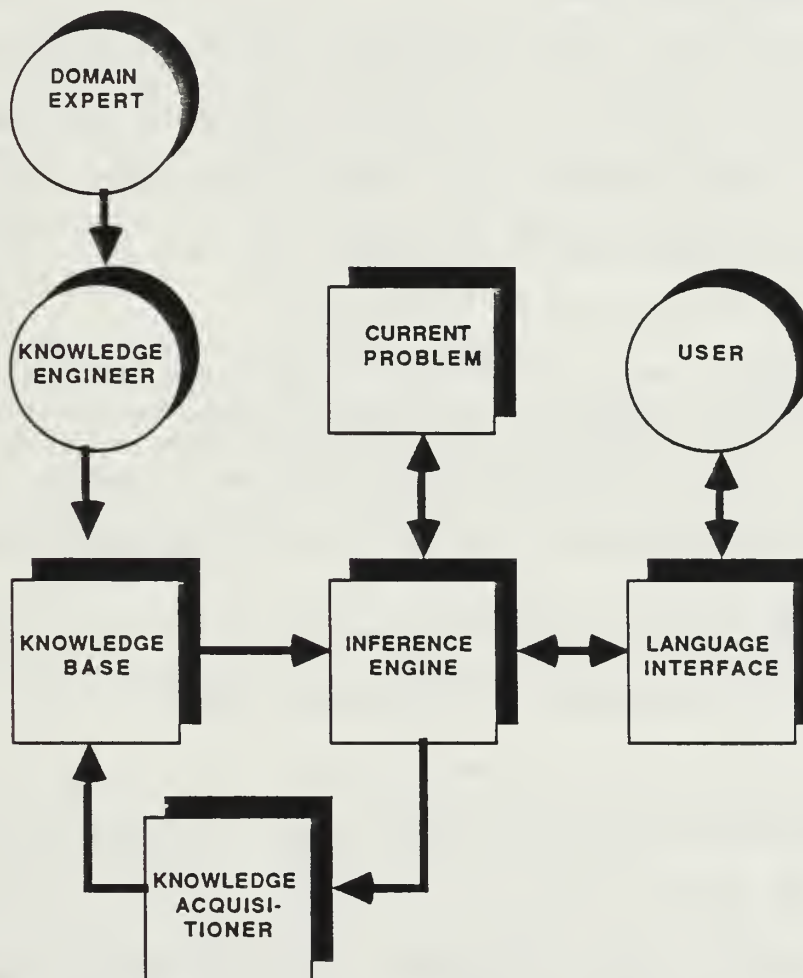 DOMAIN
EXPERT
KNOWLEDGE
ENGINEER
CURRENT
PROBLEM
USER
KNOWLEDGE
BASE
INFERENCE
ENGINE
LANGUAGE
INTERFACE
KNOWLEDGE
ACQUISI-
TIONER